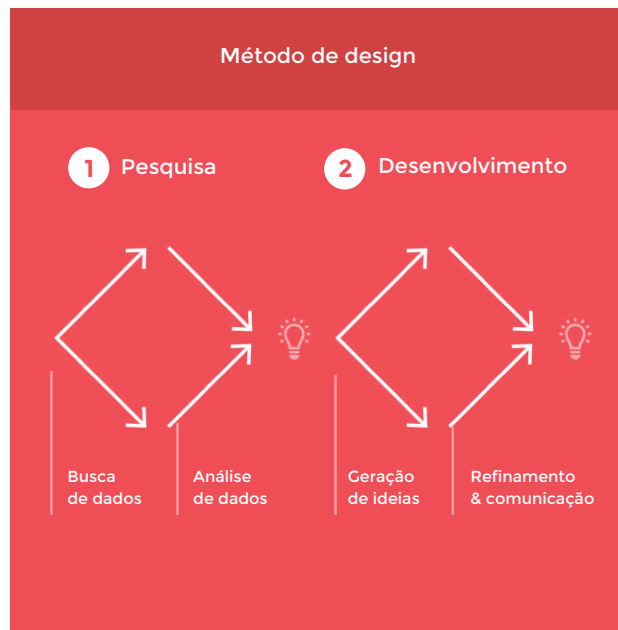 Método de design
1 Pesquisa
2 Desenvolvimento
Busca
de dados
Análise
de dados
Geração
de ideias
Refinamento
& comunicação